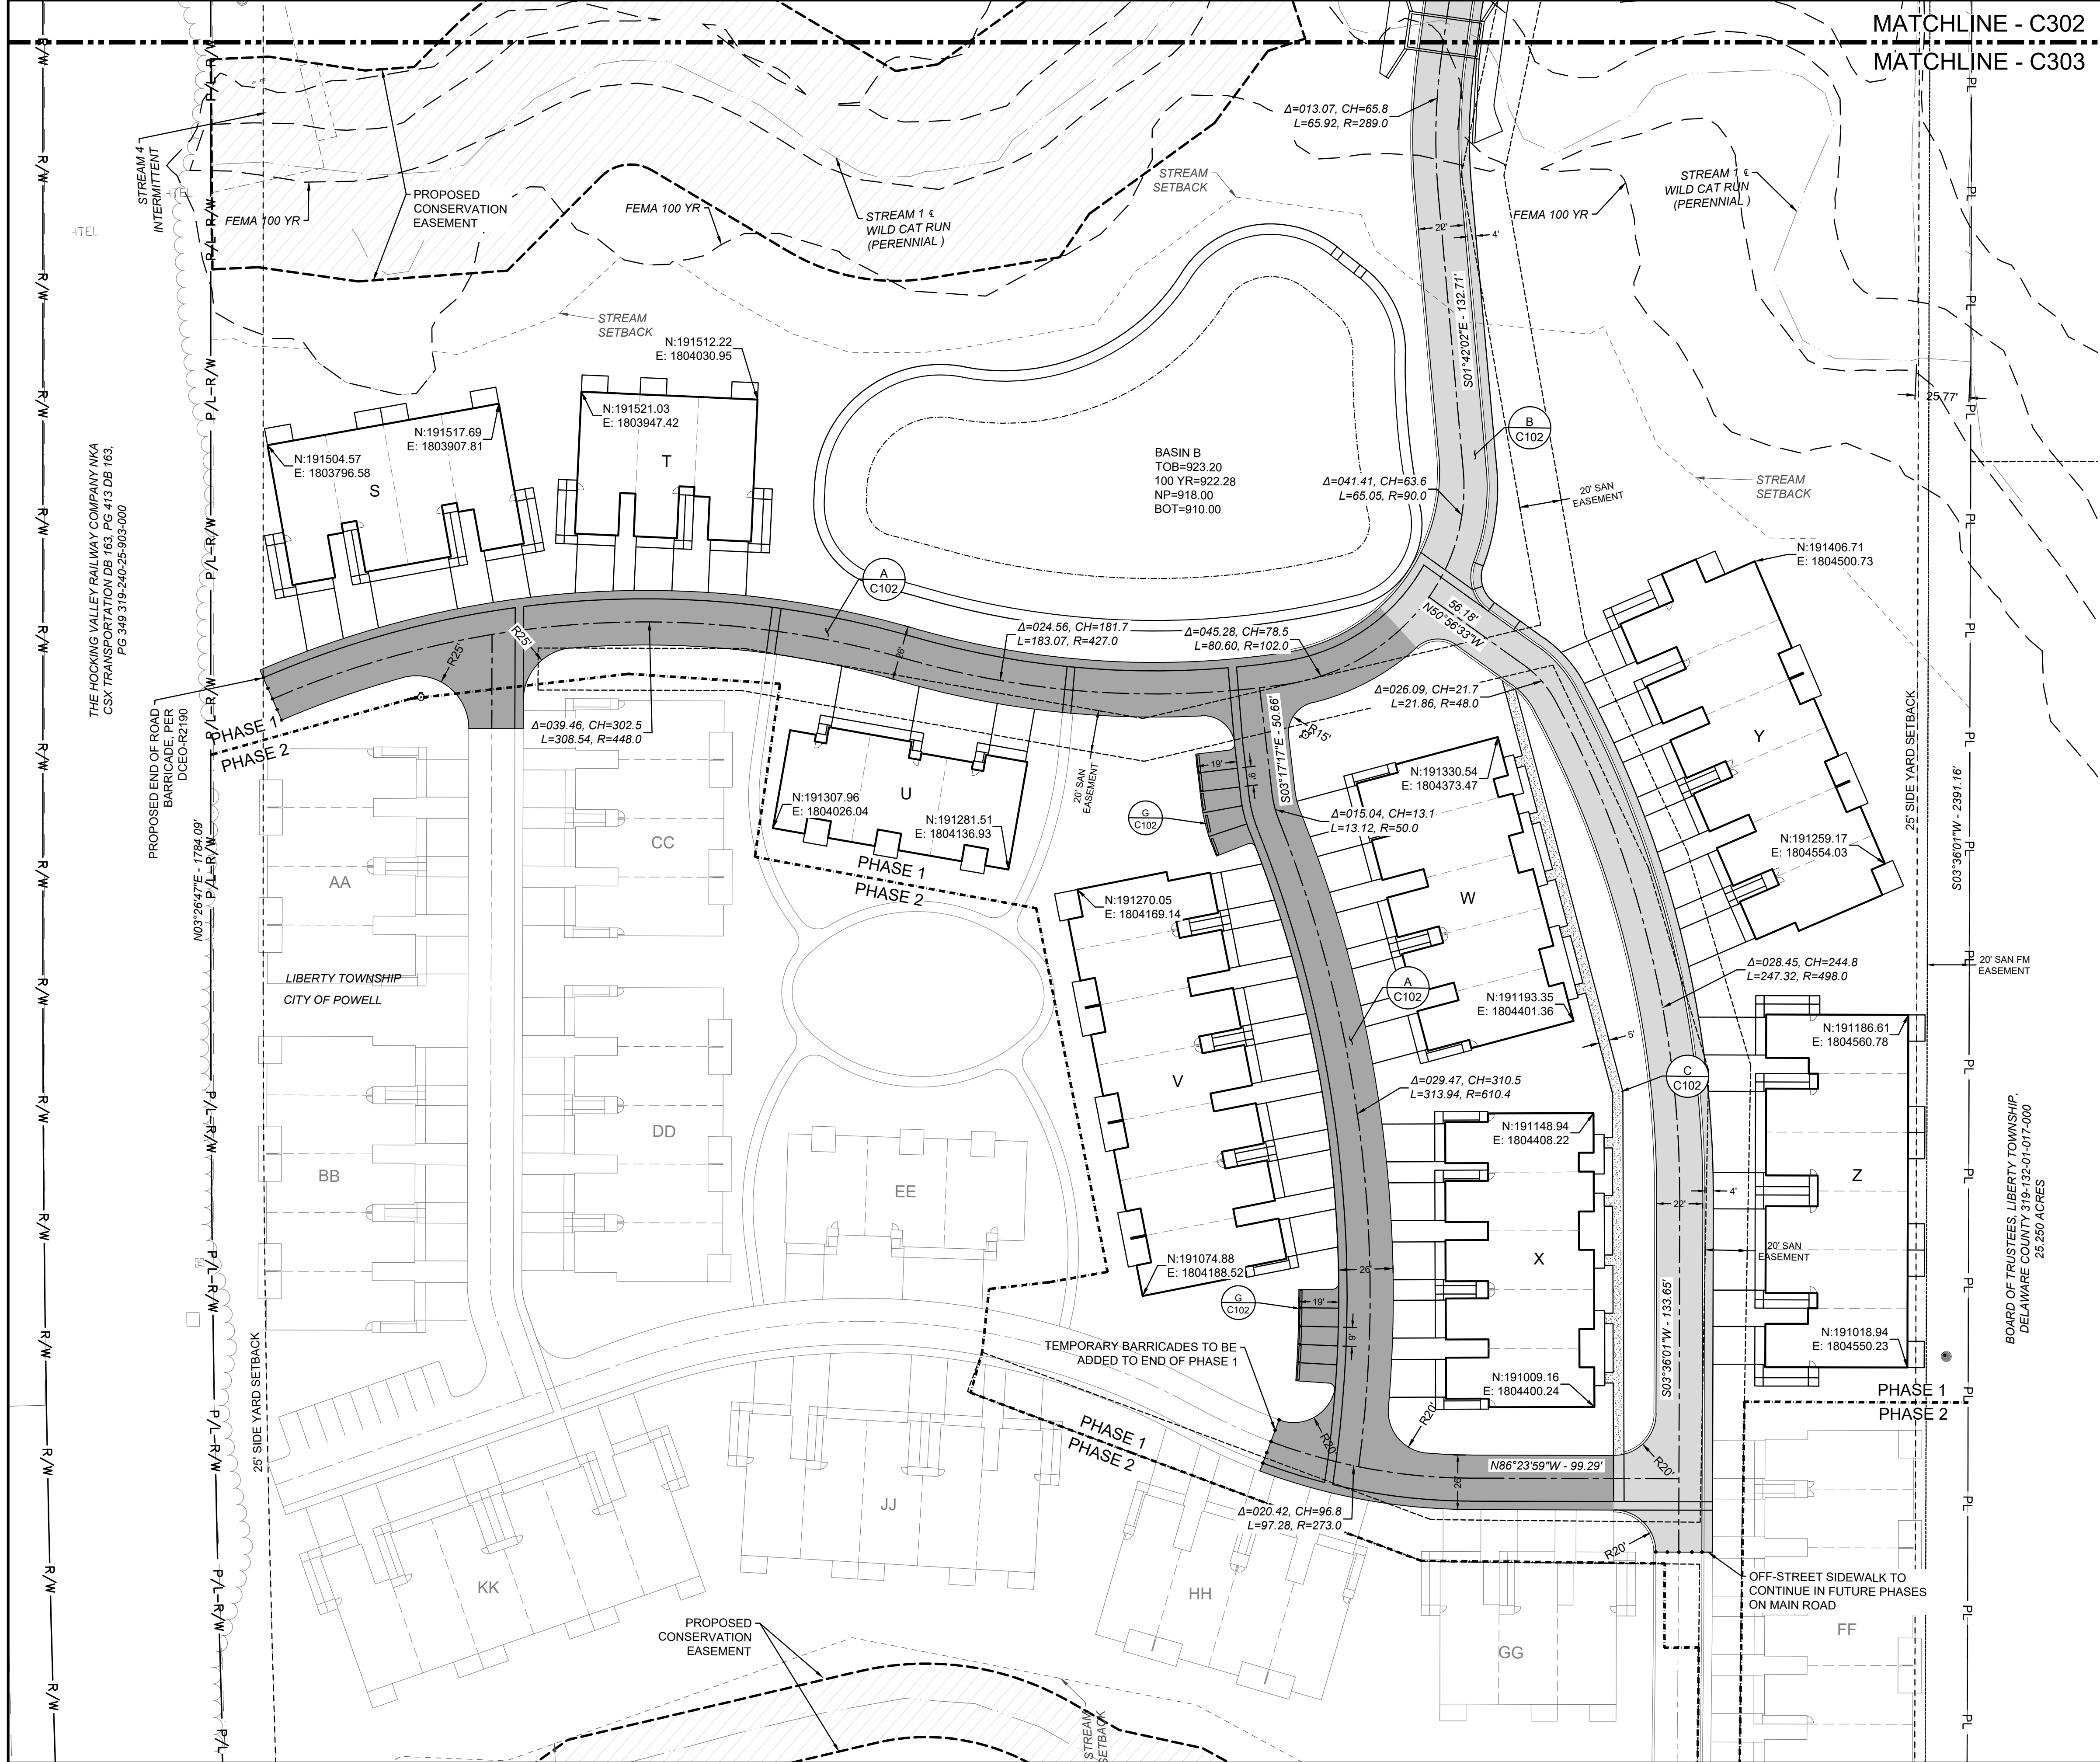 MATCHLINE - C302
MATCHLINE - C303
Δ=013.07, CH=65.8
L=65.92, R=289.0
STREAM 4
INTERMITTENT
FEMA 100 YR
PROPOSED
CONSERVATION
EASEMENT
FEMA 100 YR
STREAM 1 ℄
WILD CAT RUN
(PERENNIAL )
STREAM
SETBACK
FEMA 100 YR
STREAM 1 ℄
WILD CAT RUN
(PERENNIAL )
22'
4'
S01°42'02"E - 132.71'
STREAM
SETBACK
N:191512.22
E: 1804030.95
N:191521.03
E: 1803947.42
T
N:191517.69
E: 1803907.81
N:191504.57
E: 1803796.58
S
25.77'
BASIN B
TOB=923.20
100 YR=922.28
NP=918.00
BOT=910.00
B
C102
Δ=041.41, CH=63.6
L=65.05, R=90.0
20' SAN
EASEMENT
STREAM
SETBACK
THE HOCKING VALLEY RAILWAY COMPANY NKA
CSX TRANSPORTATION DB 163, PG 413 DB 163,
PG 349 319-240-25-903-000
N:191406.71
E: 1804500.73
A
C102
56.18'
N50°56'33"W
R25'
R25'
26'
Δ=024.56, CH=181.7
L=183.07, R=427.0
Δ=045.28, CH=78.5
L=80.60, R=102.0
Δ=026.09, CH=21.7
L=21.86, R=48.0
Δ=039.46, CH=302.5
L=308.54, R=448.0
PHASE 1
PHASE 2
PROPOSED END OF ROAD
BARRICADE, PER
DCEO-R2190
S03°17'17"E - 50.66'
R15'
Y
25' SIDE YARD SETBACK
S03°36'01"W - 2391.16'
20' SAN
EASEMENT
19'
9'
N:191330.54
E: 1804373.47
N:191307.96
E: 1804026.04
U
N:191281.51
E: 1804136.93
G
C102
Δ=015.04, CH=13.1
L=13.12, R=50.0
N:191259.17
E: 1804554.03
CC
AA
PHASE 1
PHASE 2
N:191270.05
E: 1804169.14
W
N03°26'47"E - 1784.09'
LIBERTY TOWNSHIP
CITY OF POWELL
A
C102
N:191193.35
E: 1804401.36
Δ=028.45, CH=244.8
L=247.32, R=498.0
20' SAN FM
EASEMENT
N:191186.61
E: 1804560.78
5'
C
C102
V
Δ=029.47, CH=310.5
L=313.94, R=610.4
N:191148.94
E: 1804408.22
DD
BB
EE
Z
22'
4'
BOARD OF TRUSTEES, LIBERTY TOWNSHIP,
DELAWARE COUNTY 319-132-01-017-000
25.250 ACRES
N:191074.88
E: 1804188.52
26'
X
20' SAN
EASEMENT
G
C102
19'
9'
S03°36'01"W - 133.65'
TEMPORARY BARRICADES TO BE
ADDED TO END OF PHASE 1
N:191018.94
E: 1804550.23
N:191009.16
E: 1804400.24
PHASE 1
PHASE 2
25' SIDE YARD SETBACK
PHASE 1
PHASE 2
R20'
R20'
26'
N86°23'59"W - 99.29'
R20'
Δ=020.42, CH=96.8
L=97.28, R=273.0
R20'
JJ
KK
HH
GG
FF
OFF-STREET SIDEWALK TO
CONTINUE IN FUTURE PHASES
ON MAIN ROAD
PROPOSED
CONSERVATION
EASEMENT
STREAM
SETBACK